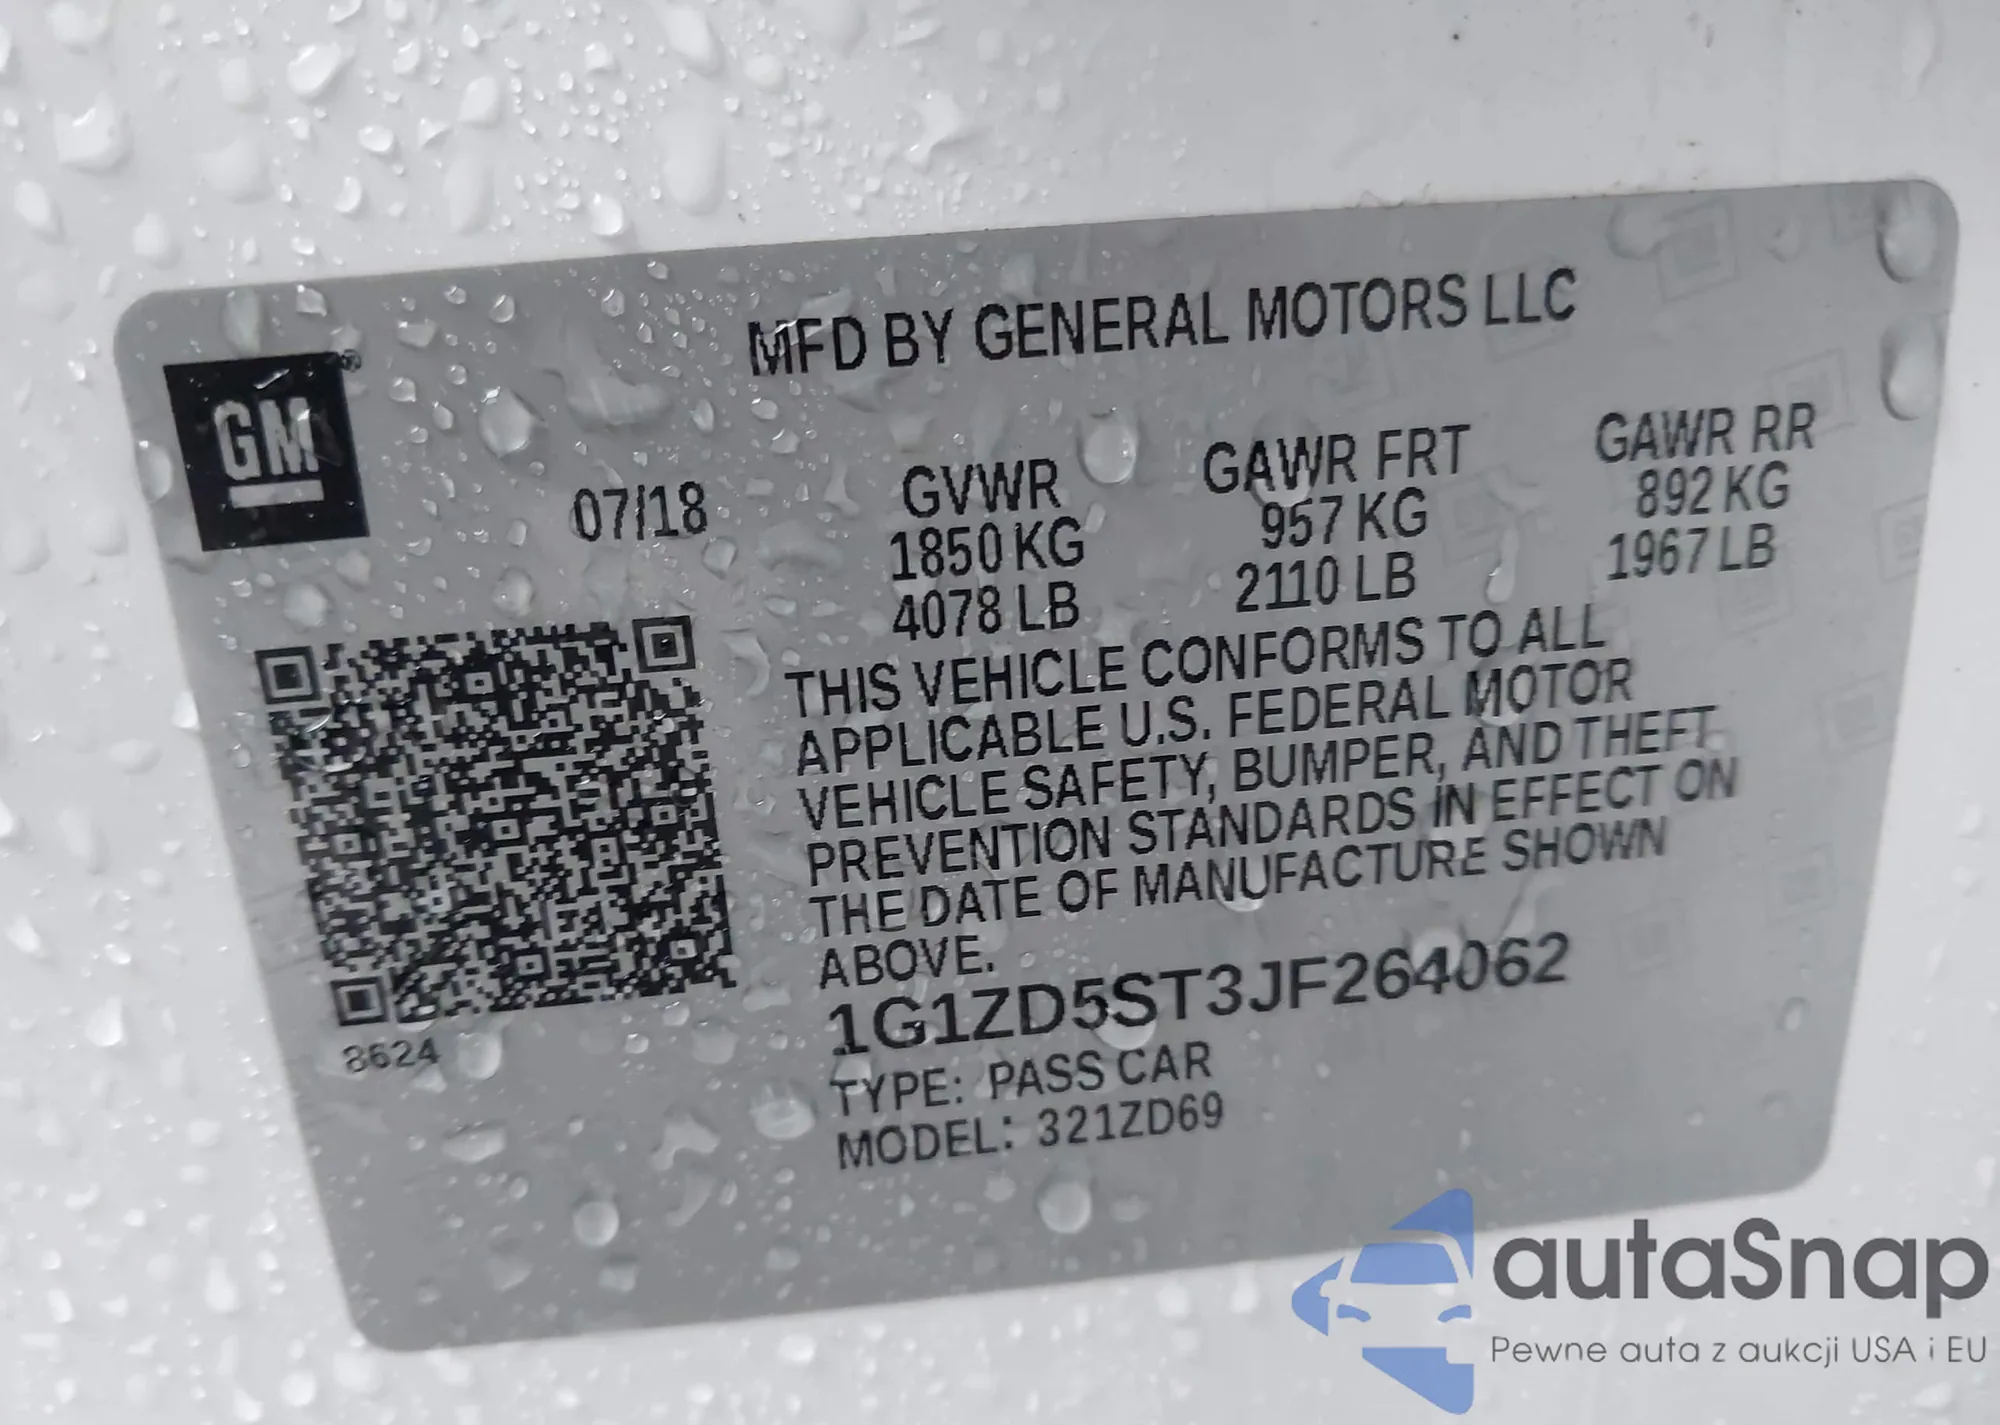 MFD BY GENERAL MOTORS LLC
GM®
07/18
GVWR
1850 KG
4078 LB
GAWR FRT
957 KG
2110 LB
GAWR RR
892 KG
1967 LB
THIS VEHICLE CONFORMS TO ALL
APPLICABLE U.S. FEDERAL MOTOR
VEHICLE SAFETY, BUMPER, AND THEFT
PREVENTION STANDARDS IN EFFECT ON
THE DATE OF MANUFACTURE SHOWN
ABOVE.
1G1ZD5ST3JF264062
TYPE: PASS CAR
MODEL: 321ZD69
8624
autaSnap
Pewne auta z aukcji USA i EU